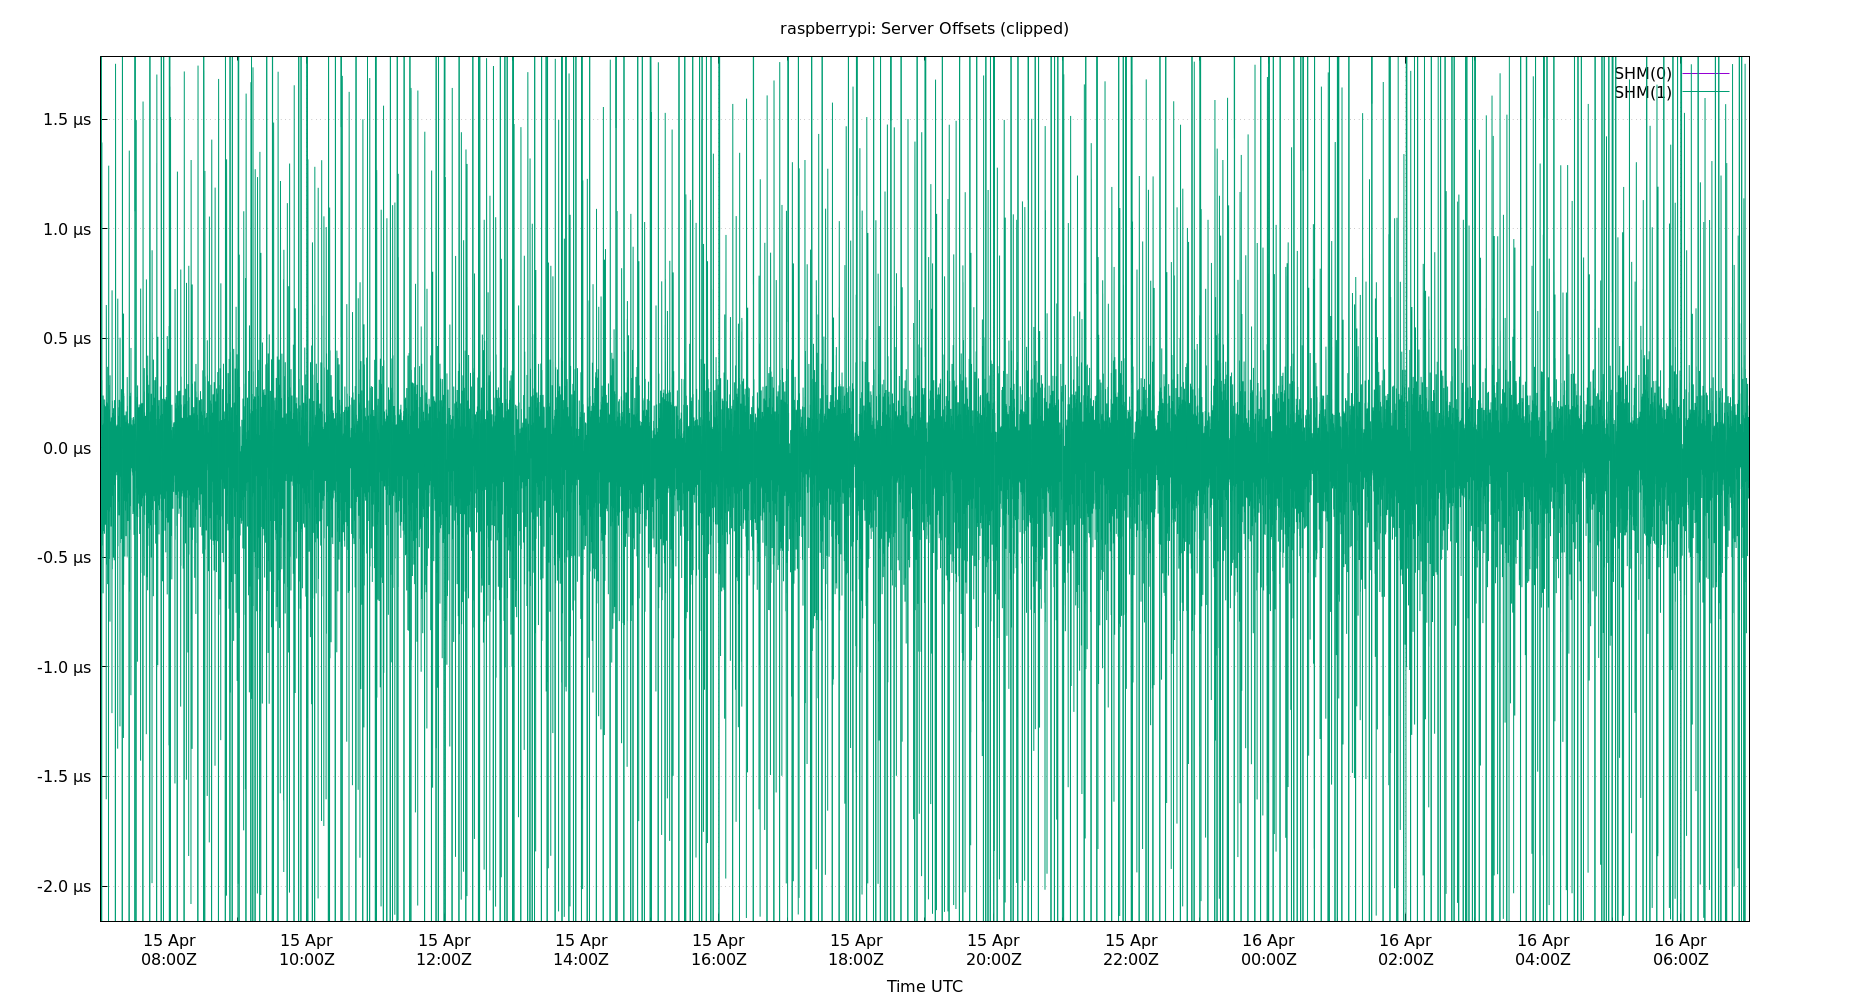 raspberrypi: Server Offsets (clipped)
SHM(0)
SHM(1)
1.5 µs
1.0 µs
0.5 µs
0.0 µs
-0.5 µs
-1.0 µs
-1.5 µs
-2.0 µs
15 Apr 15 Apr 15 Apr 15 Apr 15 Apr 15 Apr 15 Apr 15 Apr 16 Apr 16 Apr 16 Apr 16 Apr
08:00Z 10:00Z 12:00Z 14:00Z 16:00Z 18:00Z 20:00Z 22:00Z 00:00Z 02:00Z 04:00Z 06:00Z
Time UTC